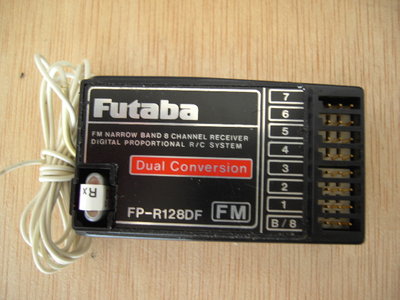 Futaba
FM NARROW BAND 8 CHANNEL RECEIVER
DIGITAL PROPORTIONAL R/C SYSTEM
Dual Conversion
Rx
FP-R128DF
FM
7
6
5
4
3
2
1
B/8